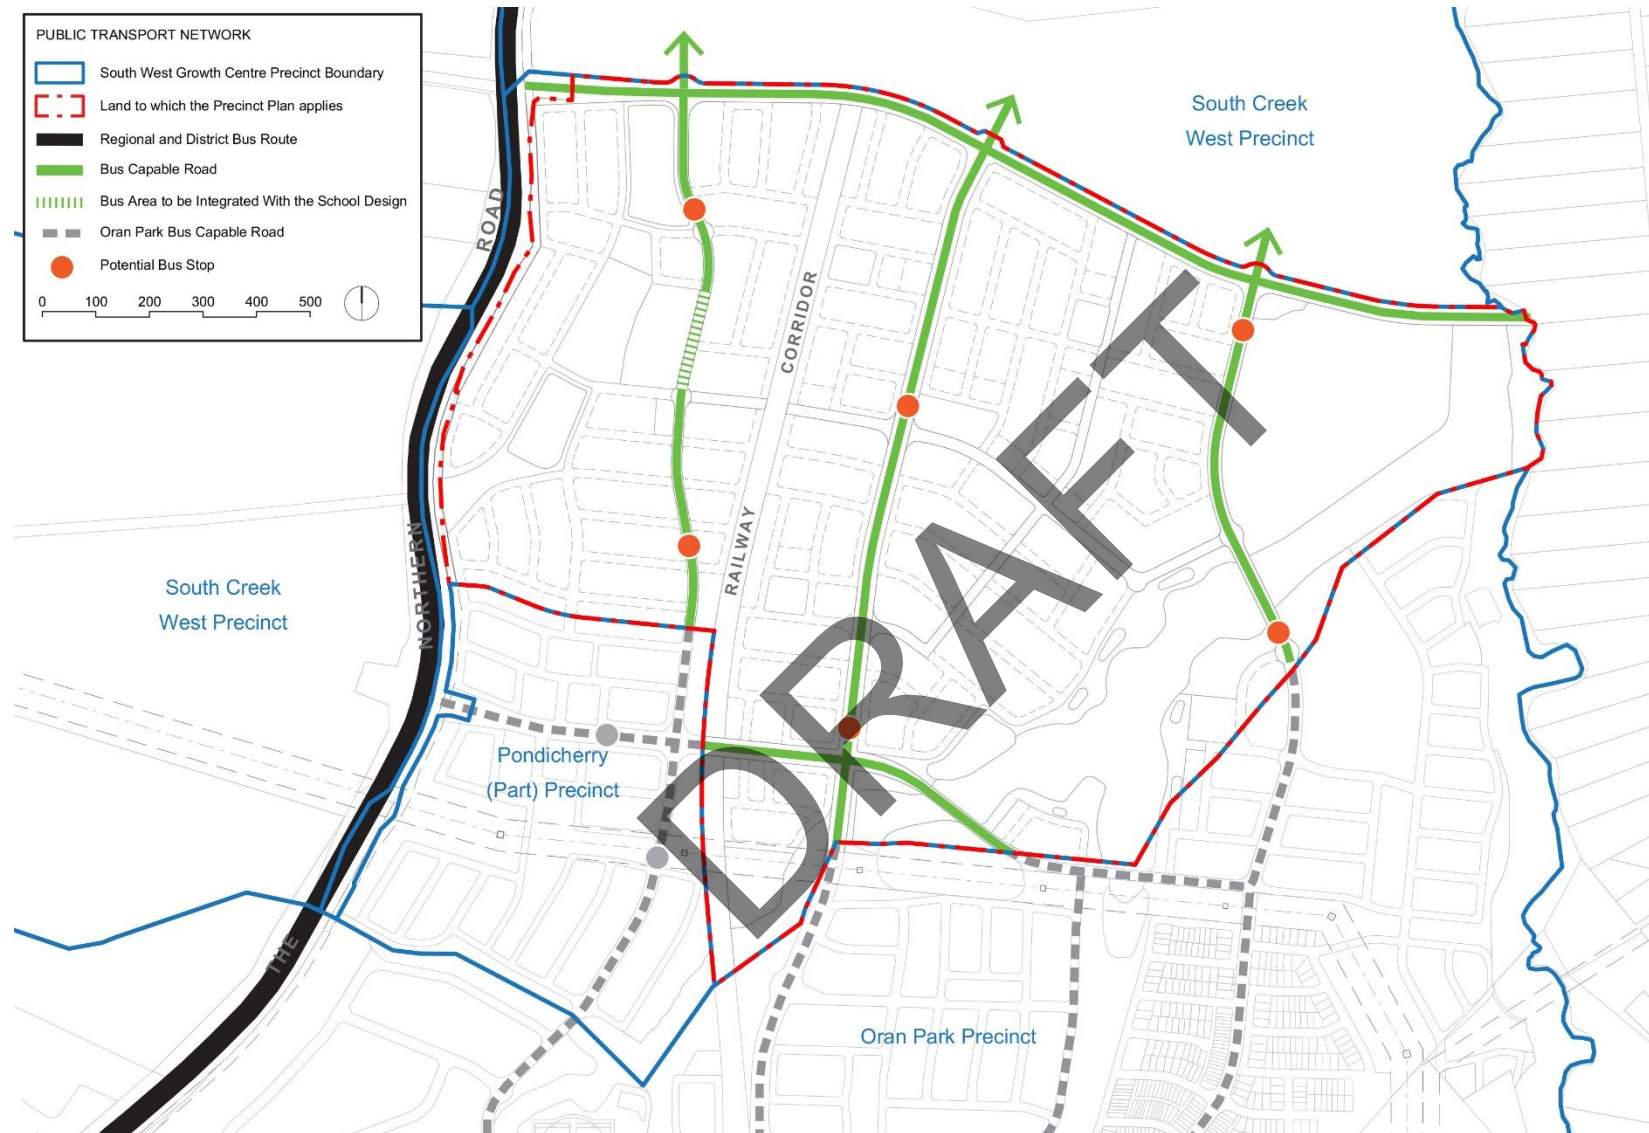 PUBLIC TRANSPORT NETWORK
South West Growth Centre Precinct Boundary
Land to which the Precinct Plan applies
Regional and District Bus Route
Bus Capable Road
Bus Area to be Integrated With the School Design
Oran Park Bus Capable Road
Potential Bus Stop
0 100 200 300 400 500
South Creek
West Precinct
ROAD
CORRIDOR
RAILWAY
NORTHERN
South Creek
West Precinct
DRAFT
Pondicherry
(Part) Precinct
THE
Oran Park Precinct